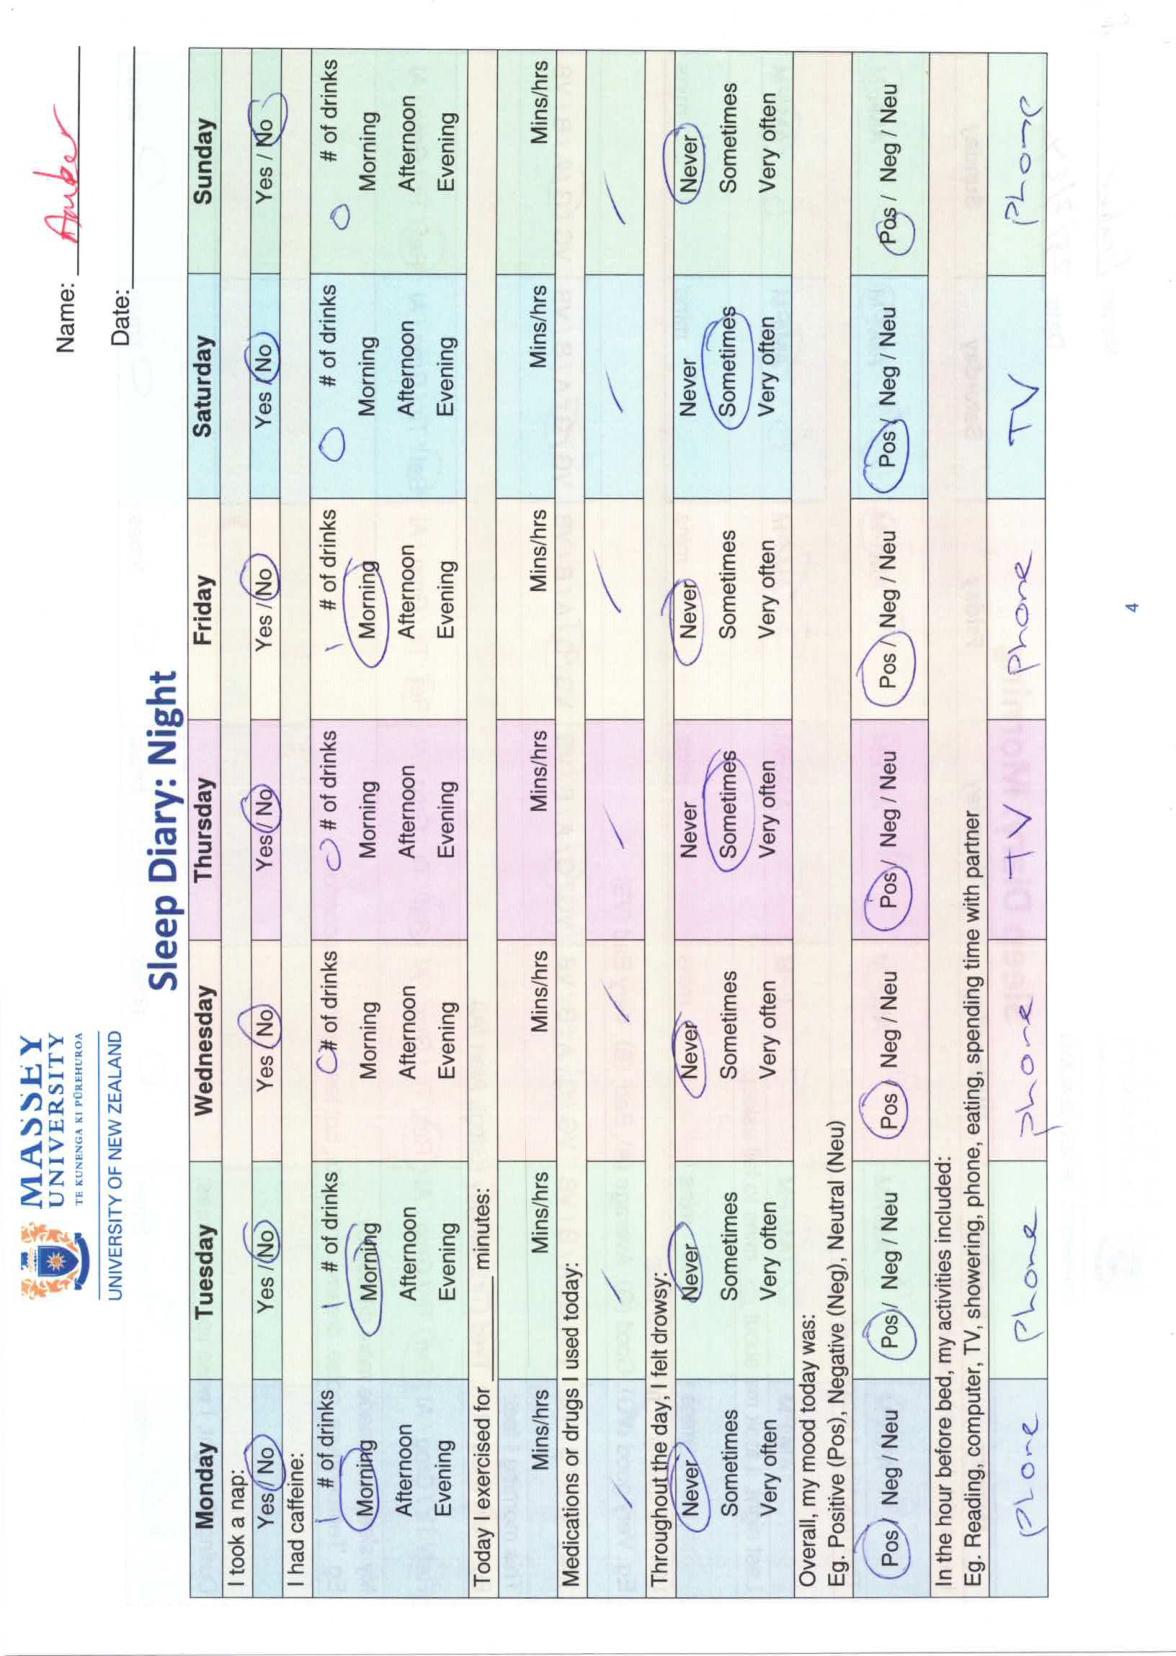 MASSEY
UNIVERSITY
TE KUNENGA KI PŪREHUROA
UNIVERSITY OF NEW ZEALAND
Name: Amber
Date:
Sleep Diary: Night
Monday Tuesday Wednesday Thursday Friday Saturday Sunday
I took a nap:
Yes / No Yes / No Yes / No Yes / No Yes / No Yes / No Yes / No
I had caffeine:
1 # of drinks 1 # of drinks 0 # of drinks 0 # of drinks 1 # of drinks 0 # of drinks 0 # of drinks
Morning Morning Morning Morning Morning Morning Morning
Afternoon Afternoon Afternoon Afternoon Afternoon Afternoon Afternoon
Evening Evening Evening Evening Evening Evening Evening
Today I exercised for ________ minutes:
Mins/hrs Mins/hrs Mins/hrs Mins/hrs Mins/hrs Mins/hrs Mins/hrs
Medications or drugs I used today:
/ / / / / / /
Throughout the day, I felt drowsy:
Never Never Never Never Never Never Never
Sometimes Sometimes Sometimes Sometimes Sometimes Sometimes Sometimes
Very often Very often Very often Very often Very often Very often Very often
Overall, my mood today was:
Eg. Positive (Pos), Negative (Neg), Neutral (Neu)
Pos / Neg / Neu Pos / Neg / Neu Pos / Neg / Neu Pos / Neg / Neu Pos / Neg / Neu Pos / Neg / Neu Pos / Neg / Neu
In the hour before bed, my activities included:
Eg. Reading, computer, TV, showering, phone, eating, spending time with partner
phone phone phone TV phone TV phone
4